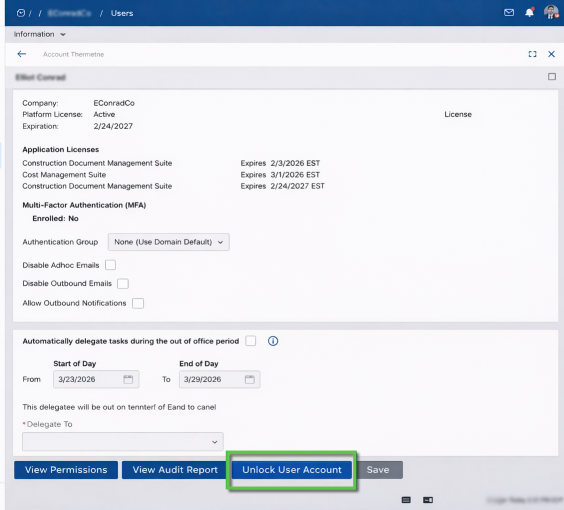 / / EConradCo / Users
Information
Account Thermetne
Elliot Conrad
Company: EConradCo
Platform License: Active License
Expiration: 2/24/2027
Application Licenses
Construction Document Management Suite Expires 2/3/2026 EST
Cost Management Suite Expires 3/1/2026 EST
Construction Document Management Suite Expires 2/24/2027 EST
Multi-Factor Authentication (MFA)
Enrolled: No
Authentication Group None (Use Domain Default)
Disable Adhoc Emails
Disable Outbound Emails
Allow Outbound Notifications
Automatically delegate tasks during the out of office period
Start of Day End of Day
From 3/23/2026 To 3/29/2026
This delegatee will be out on tennterf of Eand to canel
*Delegate To
View Permissions View Audit Report Unlock User Account Save